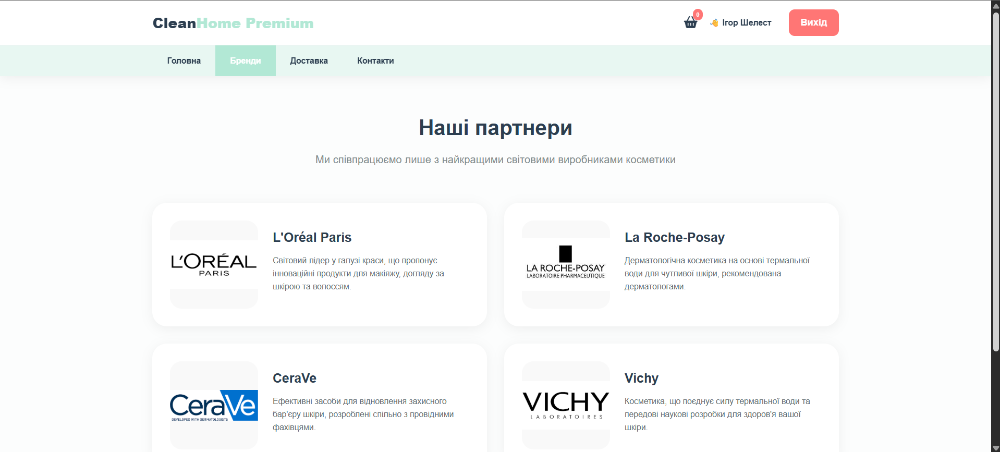 CleanHome Premium
0
Ігор Шелест
Вихід
Головна
Бренди
Доставка
Контакти
Наші партнери
Ми співпрацюємо лише з найкращими світовими виробниками косметики
L'ORÉAL
PARiS
L'Oréal Paris
Світовий лідер у галузі краси, що пропонує
інноваційні продукти для макіяжу, догляду за
шкірою та волоссям.
LA ROCHE-POSAY
LABORATOIRE PHARMACEUTIQUE
La Roche-Posay
Дерматологічна косметика на основі термальної
води для чутливої шкіри, рекомендована
дерматологами.
CeraVe
DEVELOPED WITH DERMATOLOGISTS
CeraVe
Ефективні засоби для відновлення захисного
бар'єру шкіри, розроблені спільно з провідними
фахівцями.
VICHY
LABORATOIRES
Vichy
Косметика, що поєднує силу термальної води та
передові наукові розробки для здоров'я вашої
шкіри.